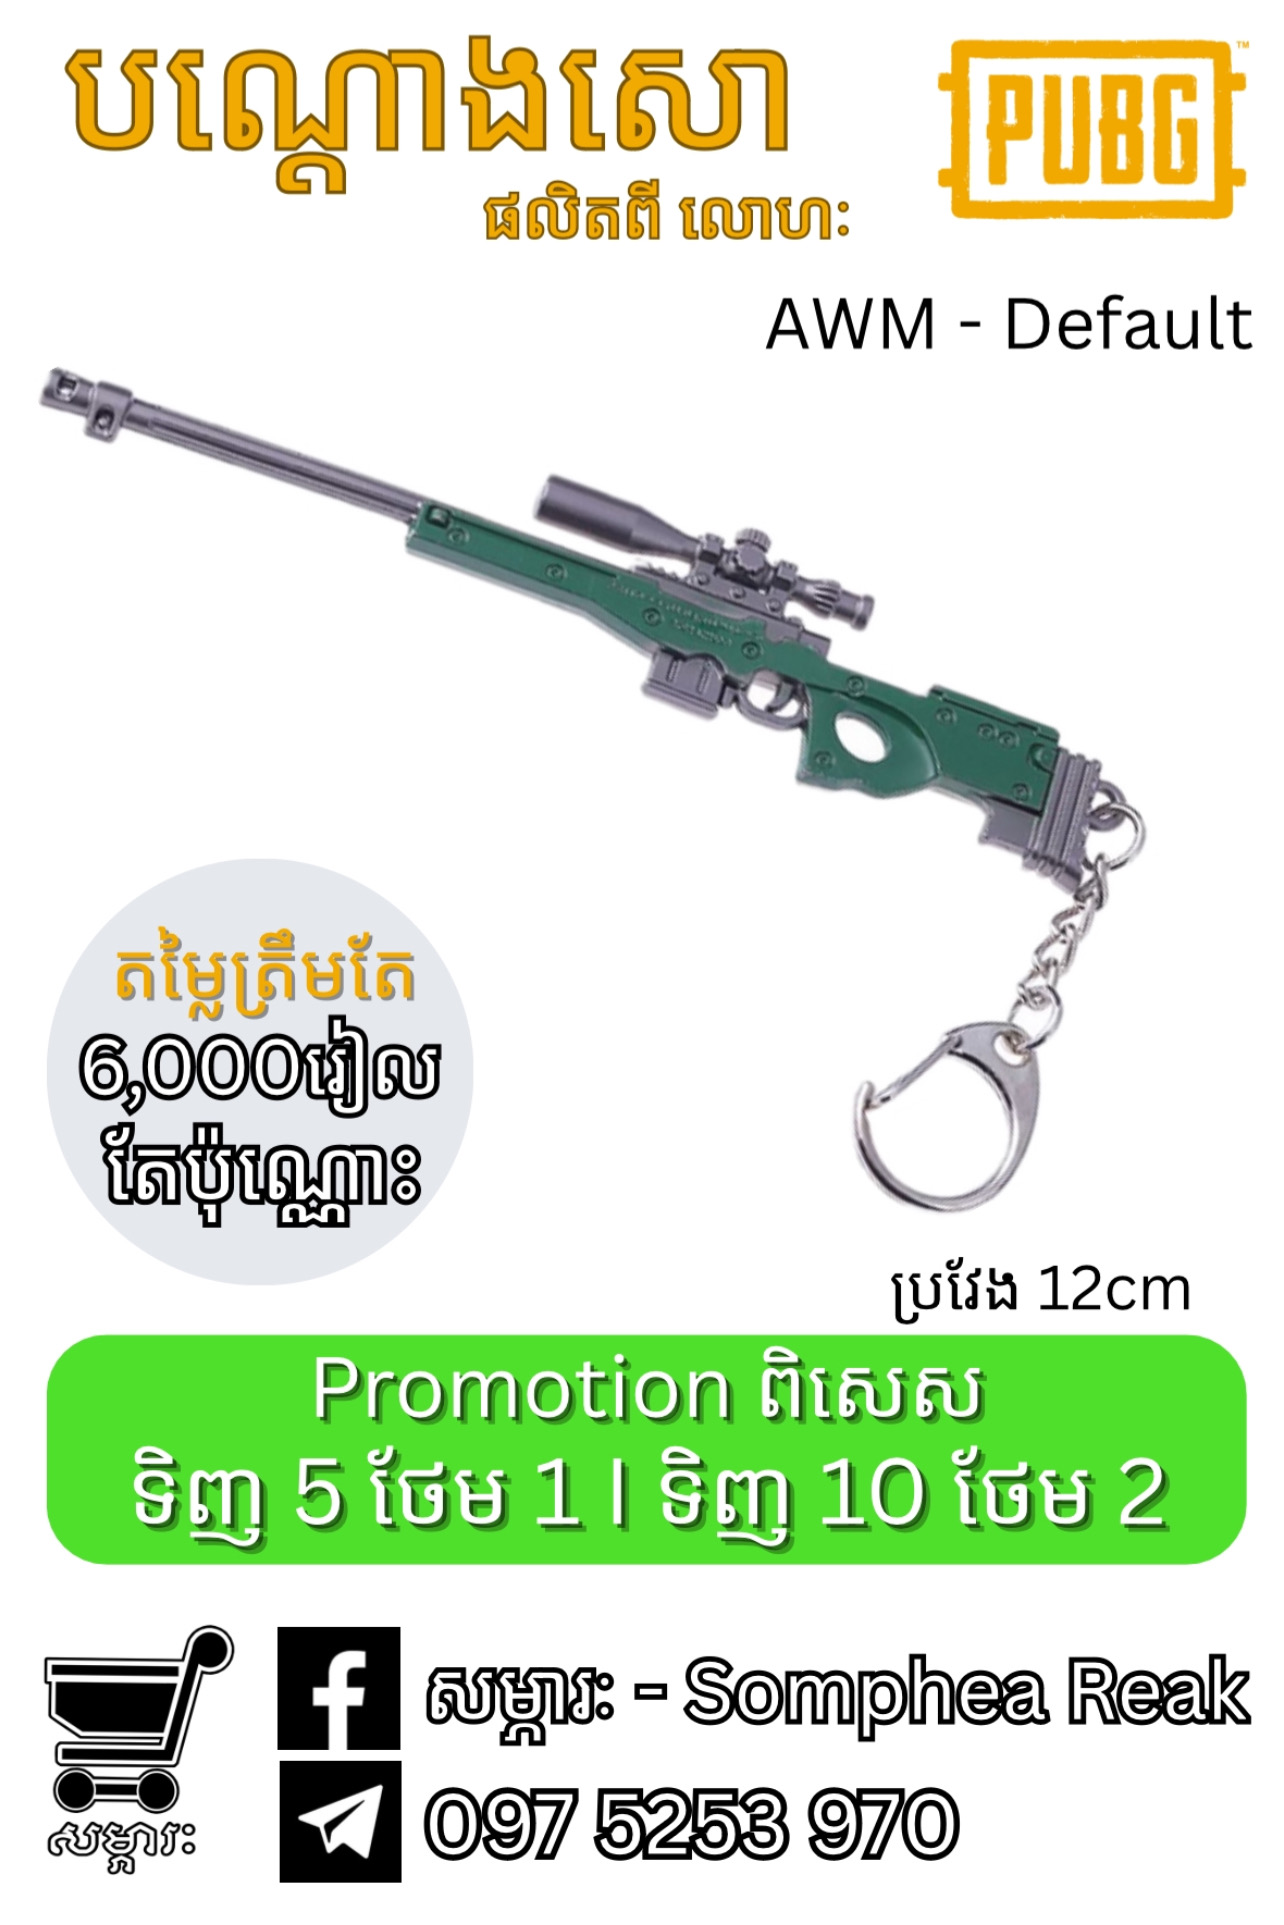 បណ្តោងសោ
PUBG™
ផលិតពី លោហៈ
AWM - Default
តម្លៃត្រឹមតែ
6,000រៀល
តែប៉ុណ្ណោះ
ប្រវែង 12cm
Promotion ពិសេស
ទិញ 5 ថែម 1 | ទិញ 10 ថែម 2
សម្ភារៈ - Somphea Reak
097 5253 970
សម្ភារៈ